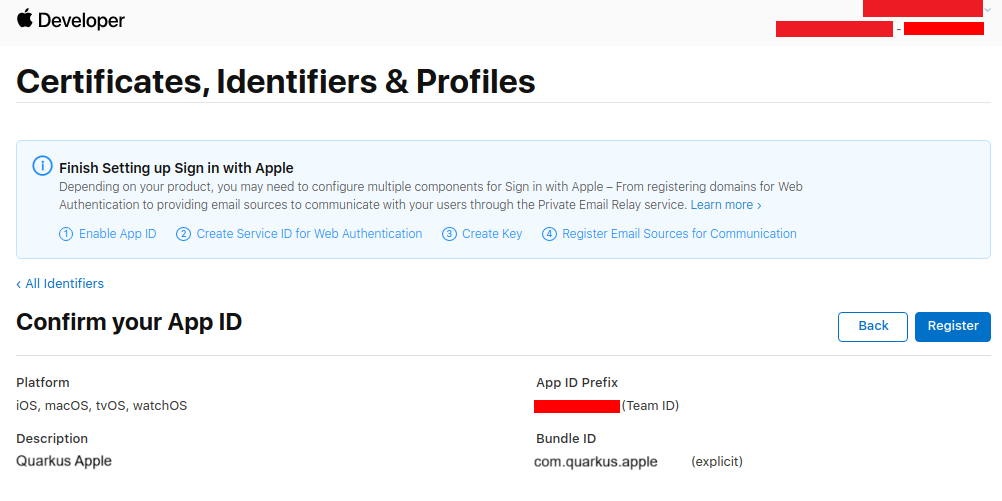 Developer
-
Certificates, Identifiers & Profiles
Finish Setting up Sign in with Apple
Depending on your product, you may need to configure multiple components for Sign in with Apple – From registering domains for Web
Authentication to providing email sources to communicate with your users through the Private Email Relay service. Learn more ›
1 Enable App ID 2 Create Service ID for Web Authentication 3 Create Key 4 Register Email Sources for Communication
‹ All Identifiers
Confirm your App ID
Back Register
Platform App ID Prefix
iOS, macOS, tvOS, watchOS (Team ID)
Description Bundle ID
Quarkus Apple com.quarkus.apple (explicit)